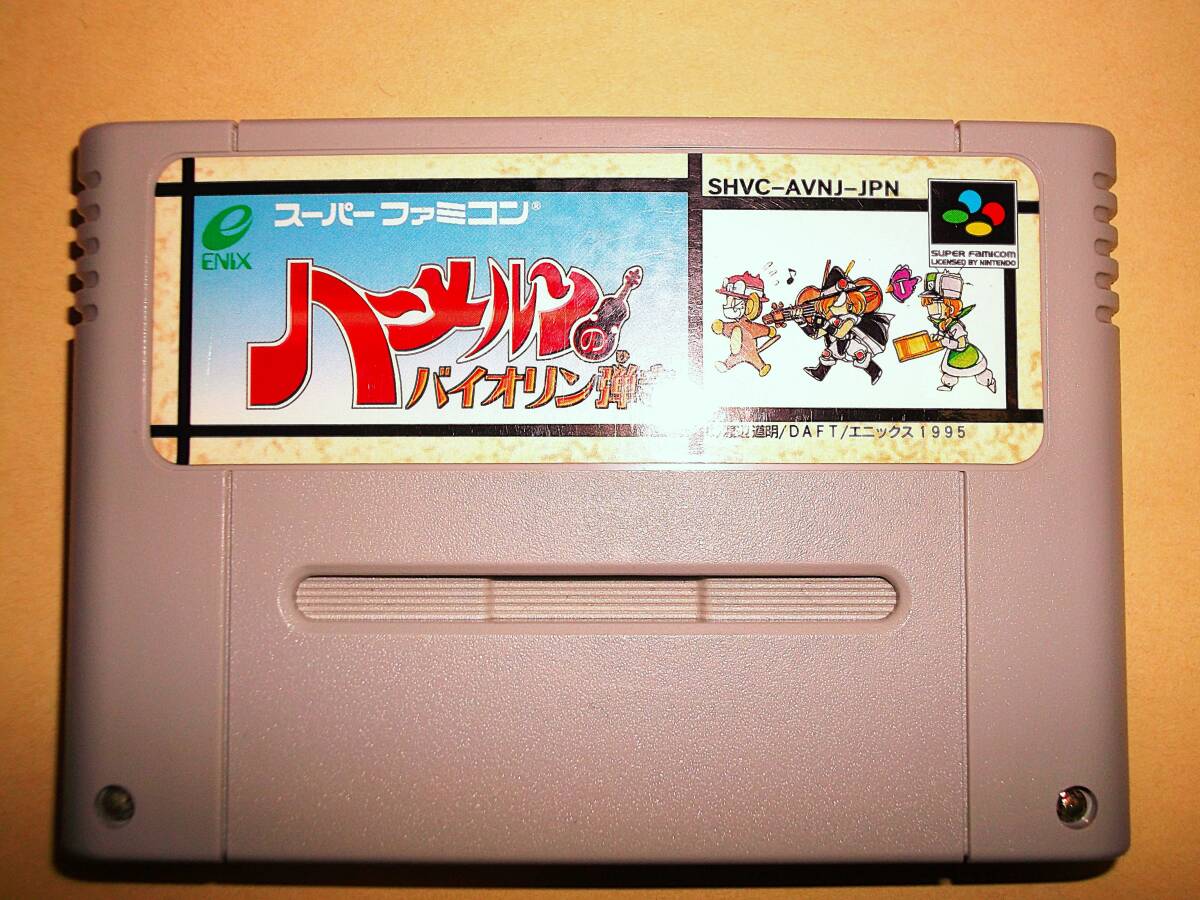 ENIX
スーパーファミコン®
ハーメルンの
バイオリン弾き
SHVC-AVNJ-JPN
SUPER FAMICOM
LICENSED BY NINTENDO
道明/DAFT/エニックス1995